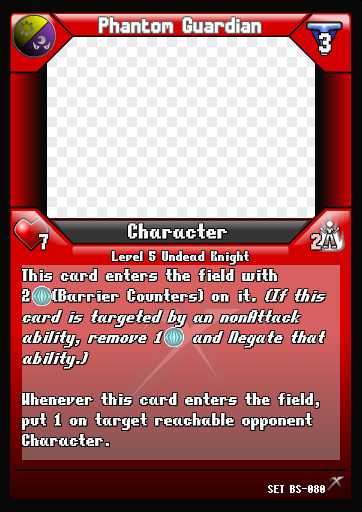 Phantom Guardian
3
Character
7
2
Level 5 Undead Knight
This card enters the field with
2(Barrier Counters) on it. (If this
card is targeted by an nonAttack
ability, remove 1 and Negate that
ability.)
Whenever this card enters the field,
put 1 on target reachable opponent
Character.
SET BS-080